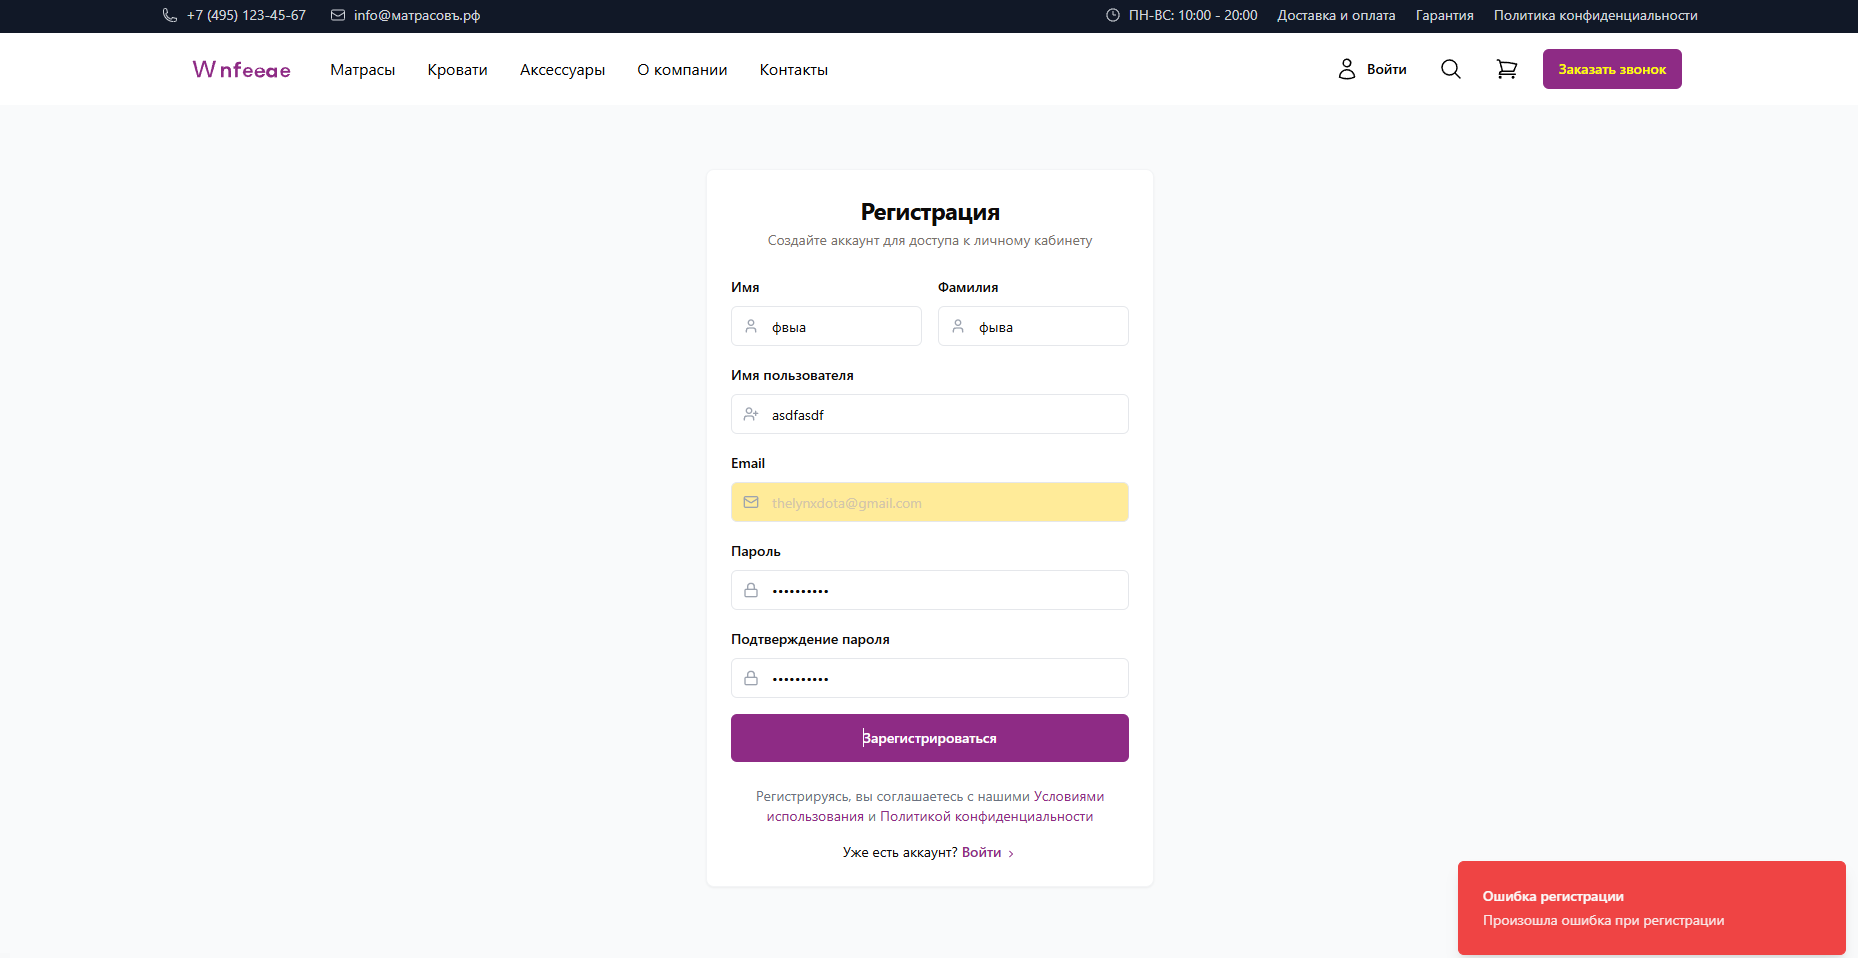 +7 (495) 123-45-67 info@матрасовъ.рф ПН-ВС: 10:00 - 20:00 Доставка и оплата Гарантия Политика конфиденциальности
Wnfeeae Матрасы Кровати Аксессуары О компании Контакты Войти Заказать звонок
Регистрация
Создайте аккаунт для доступа к личному кабинету
Имя Фамилия
фвыа фыва
Имя пользователя
asdfasdf
Email
thelynxdota@gmail.com
Пароль
••••••••••
Подтверждение пароля
••••••••••
Зарегистрироваться
Регистрируясь, вы соглашаетесь с нашими Условиями
использования и Политикой конфиденциальности
Уже есть аккаунт? Войти
Ошибка регистрации
Произошла ошибка при регистрации